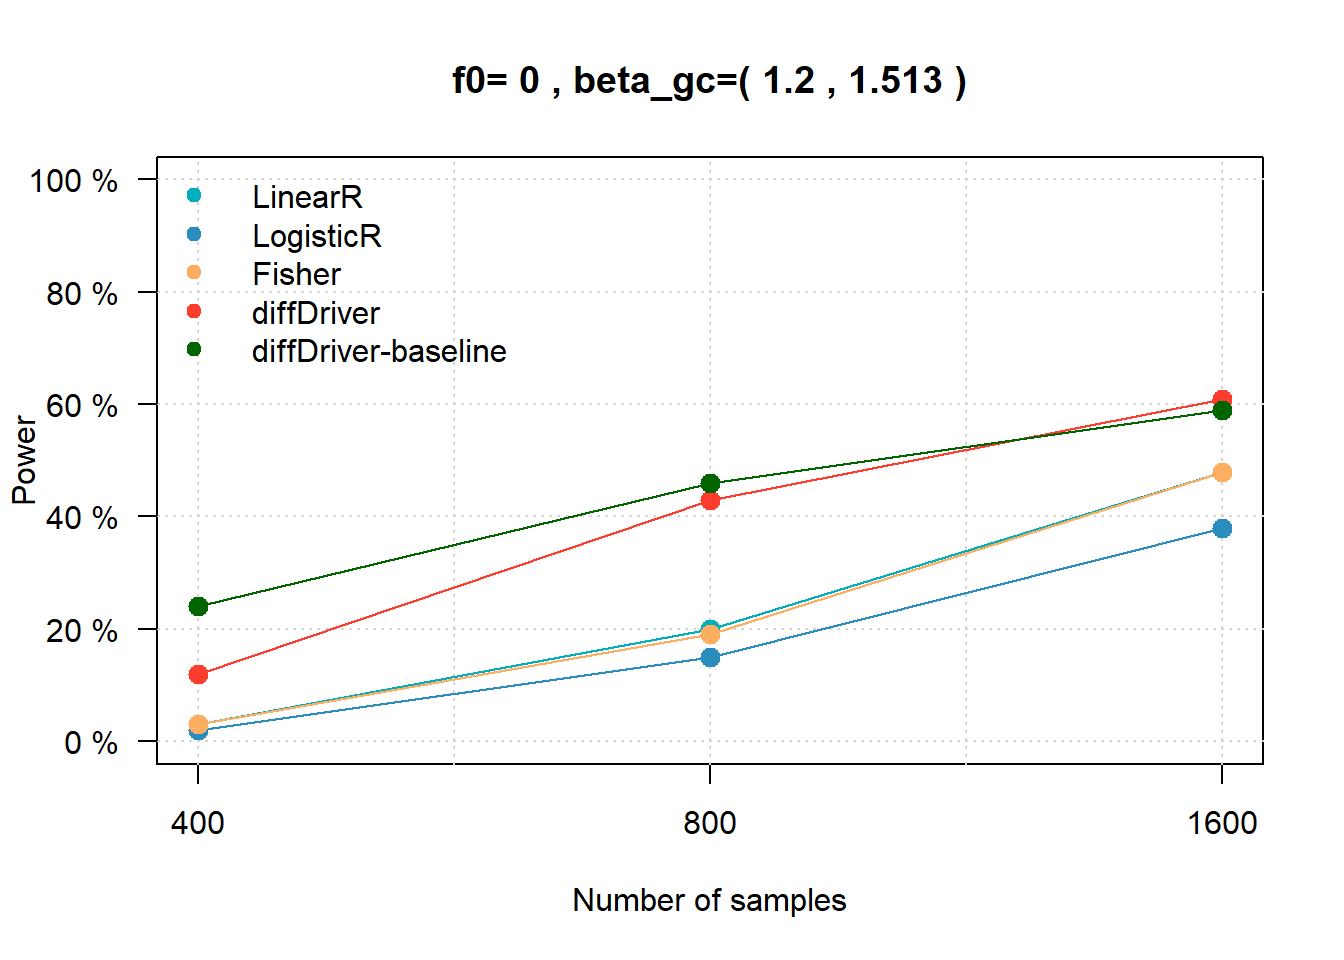 f0= 0 , beta_gc=( 1.2 , 1.513 )
100 %
80 %
60 %
40 %
20 %
0 %
Power
LinearR
LogisticR
Fisher
diffDriver
diffDriver-baseline
400
800
1600
Number of samples